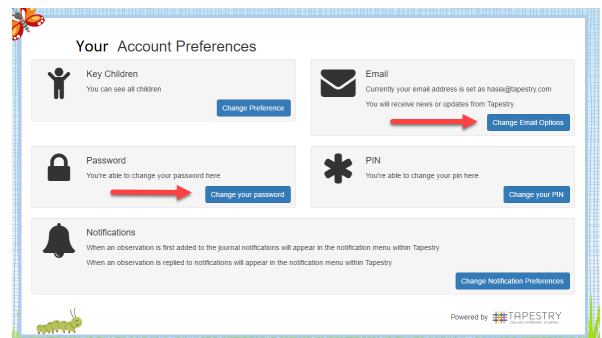 Your Account Preferences
Key Children
You can see all children
Change Preference
Email
Currently your email address is set as hasia@tapestry.com
You will receive news or updates from Tapestry
Change Email Options
Password
You're able to change your password here
Change your password
PIN
You're able to change your pin here
Change your PIN
Notifications
When an observation is first added to the journal notifications will appear in the notification menu within Tapestry
When an observation is replied to notifications will appear in the notification menu within Tapestry
Change Notification Preferences
Powered by TAPESTRY
ONLINE LEARNING JOURNAL